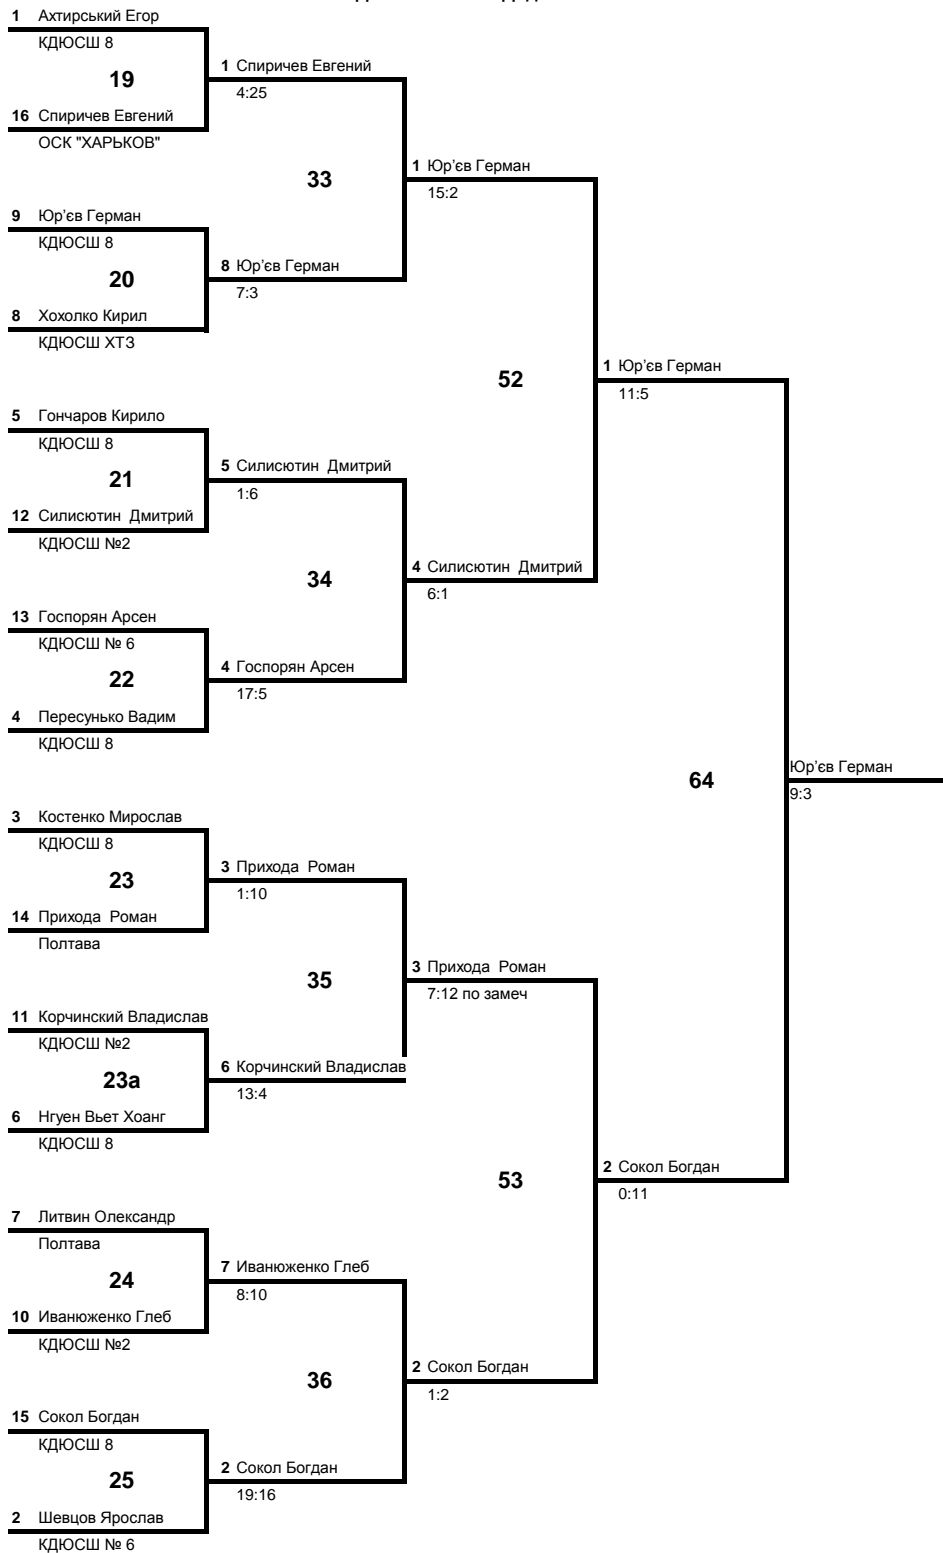 1 Ахтирський Егор
КДЮСШ 8
19
1 Спиричев Евгений
4:25
16 Спиричев Евгений
ОСК "ХАРЬКОВ"
33
1 Юр’єв Герман
15:2
9 Юр’єв Герман
КДЮСШ 8
20
8 Юр’єв Герман
7:3
8 Хохолко Кирил
КДЮСШ ХТЗ
52
1 Юр’єв Герман
11:5
5 Гончаров Кирило
КДЮСШ 8
21
5 Силисютин Дмитрий
1:6
12 Силисютин Дмитрий
КДЮСШ №2
34
4 Силисютин Дмитрий
6:1
13 Госпорян Арсен
КДЮСШ № 6
22
4 Госпорян Арсен
17:5
4 Пересунько Вадим
КДЮСШ 8
64
Юр’єв Герман
9:3
3 Костенко Мирослав
КДЮСШ 8
23
3 Прихода Роман
1:10
14 Прихода Роман
Полтава
35
3 Прихода Роман
7:12 по замеч
11 Корчинский Владислав
КДЮСШ №2
23а
6 Корчинский Владислав
13:4
6 Нгуен Вьет Хоанг
КДЮСШ 8
53
2 Сокол Богдан
0:11
7 Литвин Олександр
Полтава
24
7 Иванюженко Глеб
8:10
10 Иванюженко Глеб
КДЮСШ №2
36
2 Сокол Богдан
1:2
15 Сокол Богдан
КДЮСШ 8
25
2 Сокол Богдан
19:16
2 Шевцов Ярослав
КДЮСШ № 6